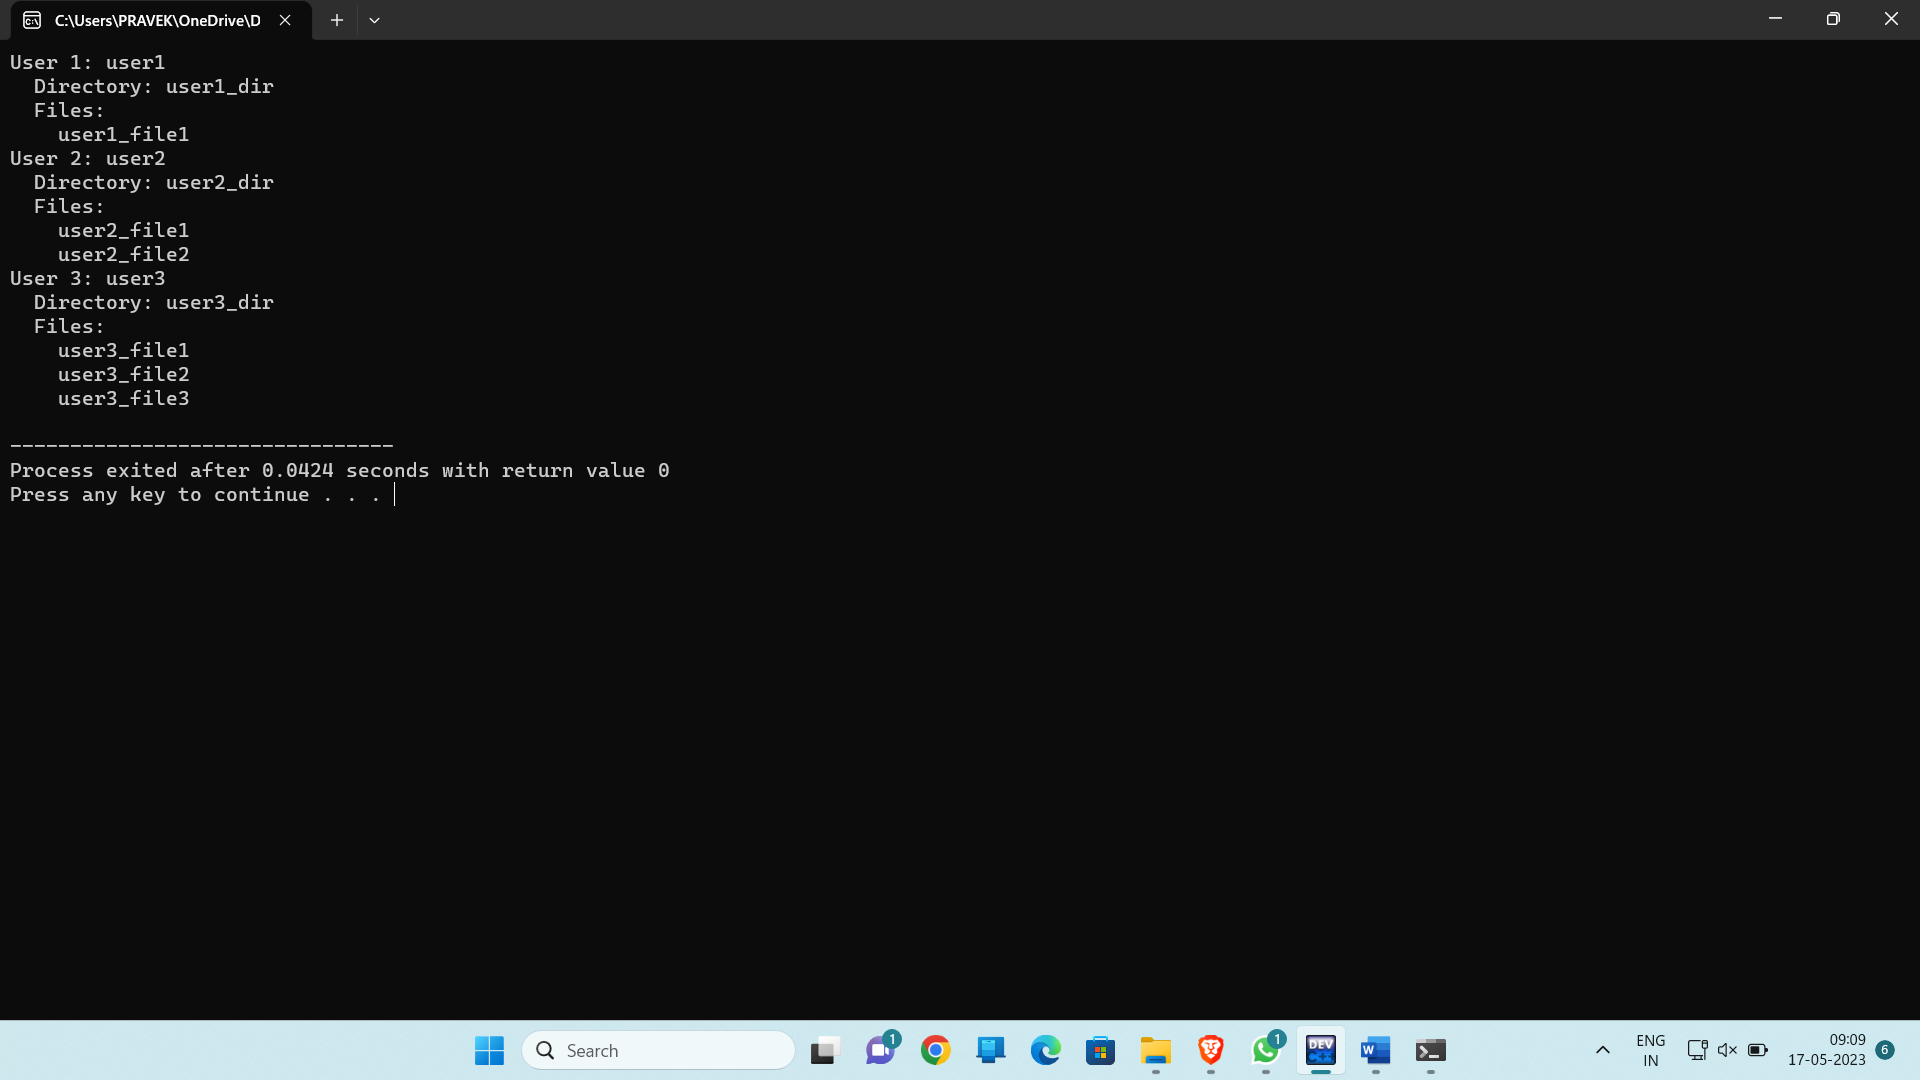 C:\Users\PRAVEK\OneDrive\D
User 1: user1
  Directory: user1_dir
  Files:
    user1_file1
User 2: user2
  Directory: user2_dir
  Files:
    user2_file1
    user2_file2
User 3: user3
  Directory: user3_dir
  Files:
    user3_file1
    user3_file2
    user3_file3
--------------------------------
Process exited after 0.0424 seconds with return value 0
Press any key to continue . . .
Search
1
1
DEV
C++
W
ENG
IN
09:09
17-05-2023
6